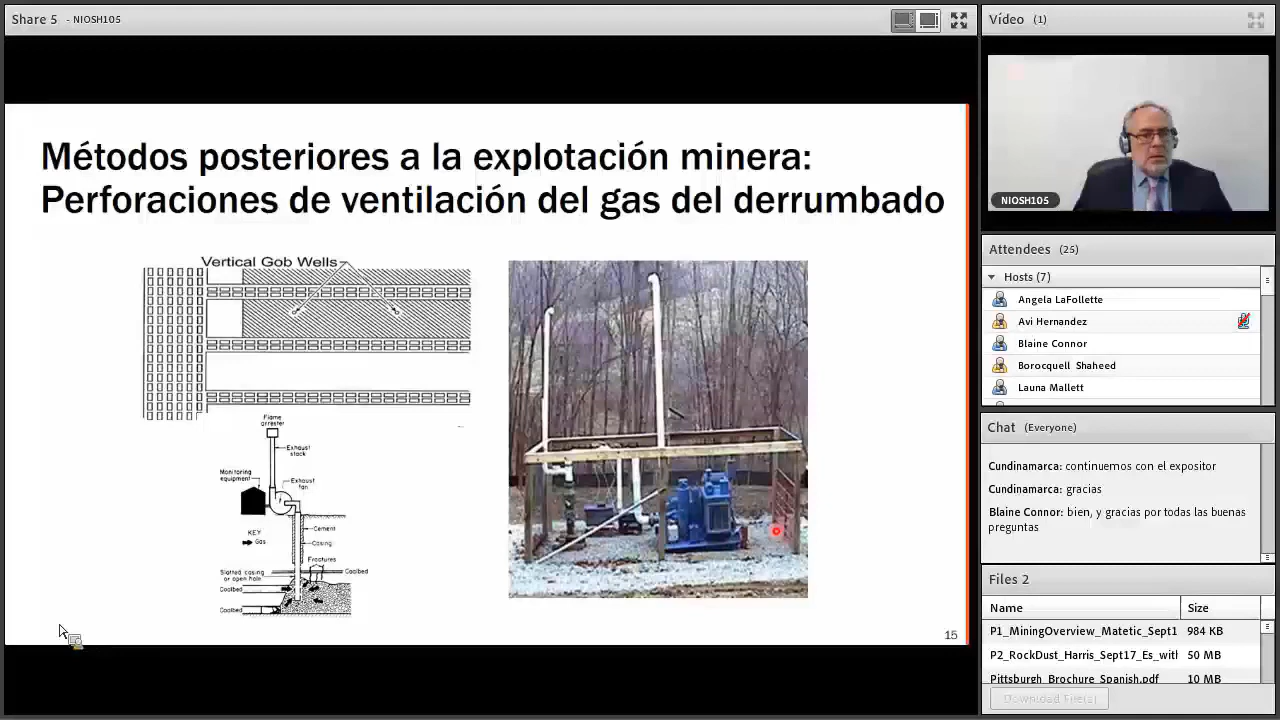 Share 5 - NIOSH105
Métodos posteriores a la explotación minera:
Perforaciones de ventilación del gas del derrumbado
Vertical Gob Wells
Flame
arrester
Exhaust
stack
Monitoring
equipment
Exhaust
fan
KEY
Gas
Cement
Casing
Fractures
Slotted casing
or open hole
Coalbed
Coalbed
Coalbed
15
Vídeo (1)
NIOSH105
Attendees (25)
Hosts (7)
Angela LaFollette
Avi Hernandez
Blaine Connor
Borocquell Shaheed
Launa Mallett
Chat (Everyone)
Cundinamarca: continuemos con el expositor
Cundinamarca: gracias
Blaine Connor: bien, y gracias por todas las buenas
preguntas
Files 2
Name Size
P1_MiningOverview_Matetic_Sept1 984 KB
P2_RockDust_Harris_Sept17_Es_witl 50 MB
Pittsburgh_Brochure_Spanish.pdf 10 MB
Download File(s)